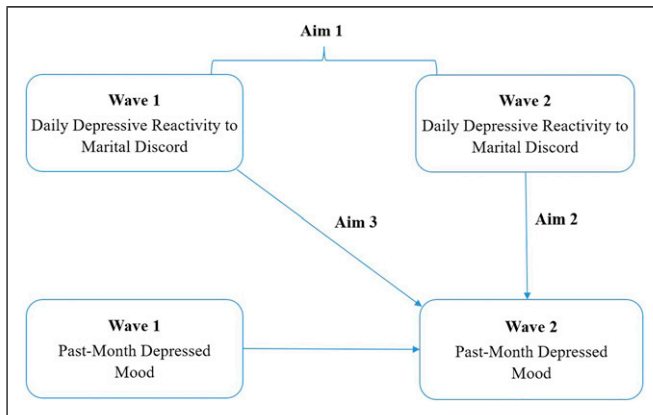 Aim 1
Wave 1
Daily Depressive Reactivity to
Marital Discord
Wave 2
Daily Depressive Reactivity to
Marital Discord
Aim 3
Aim 2
Wave 1
Past-Month Depressed
Mood
Wave 2
Past-Month Depressed
Mood